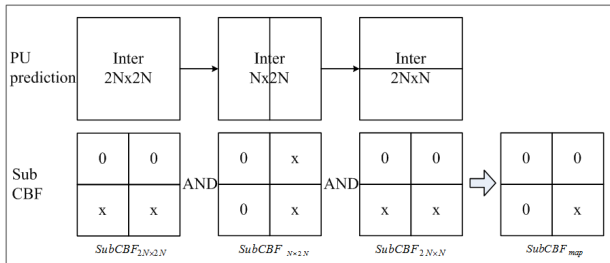 PU prediction
Inter 2Nx2N
Inter Nx2N
Inter 2NxN
Sub CBF
0 0
x x
AND
0 x
0 x
AND
0 0
x x
0 0
0 x
SubCBF2N×2N
SubCBF N×2N
SubCBF2N×N
SubCBFmap